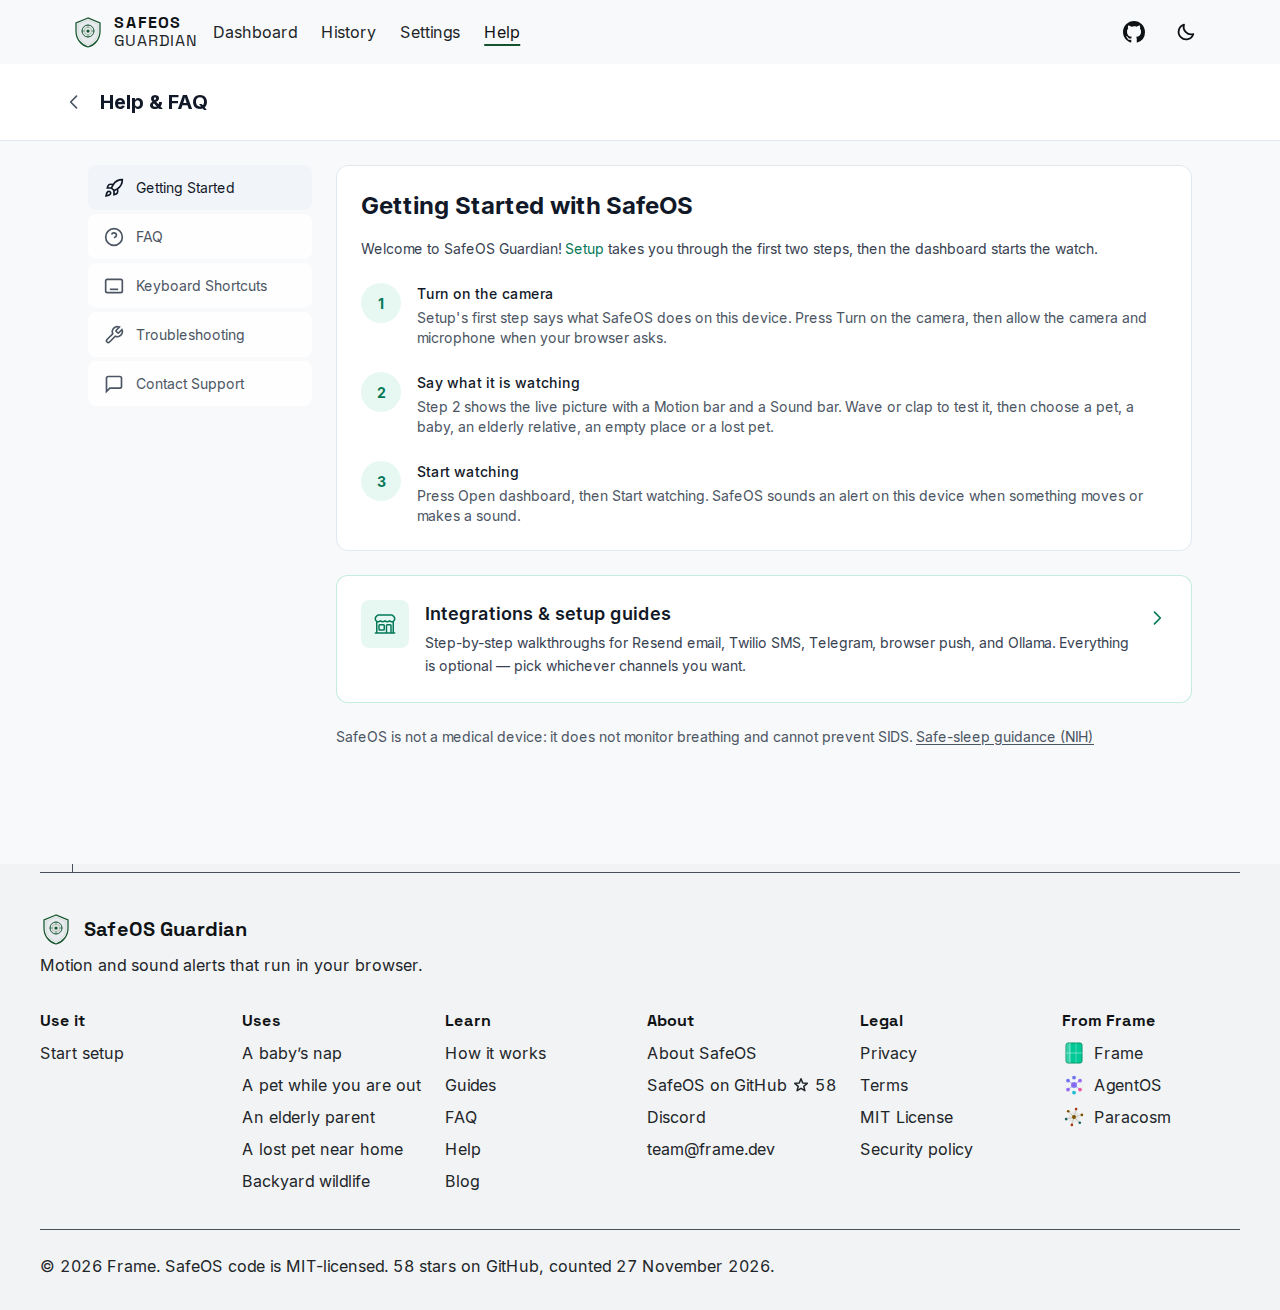 SAFEOS
GUARDIAN
Dashboard
History
Settings
Help
Help & FAQ
Getting Started
FAQ
Keyboard Shortcuts
Troubleshooting
Contact Support
Getting Started with SafeOS
Welcome to SafeOS Guardian! Setup takes you through the first two steps, then the dashboard starts the watch.
1
Turn on the camera
Setup's first step says what SafeOS does on this device. Press Turn on the camera, then allow the camera and
microphone when your browser asks.
2
Say what it is watching
Step 2 shows the live picture with a Motion bar and a Sound bar. Wave or clap to test it, then choose a pet, a
baby, an elderly relative, an empty place or a lost pet.
3
Start watching
Press Open dashboard, then Start watching. SafeOS sounds an alert on this device when something moves or
makes a sound.
Integrations & setup guides
Step-by-step walkthroughs for Resend email, Twilio SMS, Telegram, browser push, and Ollama. Everything
is optional — pick whichever channels you want.
SafeOS is not a medical device: it does not monitor breathing and cannot prevent SIDS. Safe-sleep guidance (NIH)
SafeOS Guardian
Motion and sound alerts that run in your browser.
Use it
Start setup
Uses
A baby’s nap
A pet while you are out
An elderly parent
A lost pet near home
Backyard wildlife
Learn
How it works
Guides
FAQ
Help
Blog
About
About SafeOS
SafeOS on GitHub ☆ 58
Discord
team@frame.dev
Legal
Privacy
Terms
MIT License
Security policy
From Frame
Frame
AgentOS
Paracosm
© 2026 Frame. SafeOS code is MIT-licensed. 58 stars on GitHub, counted 27 November 2026.